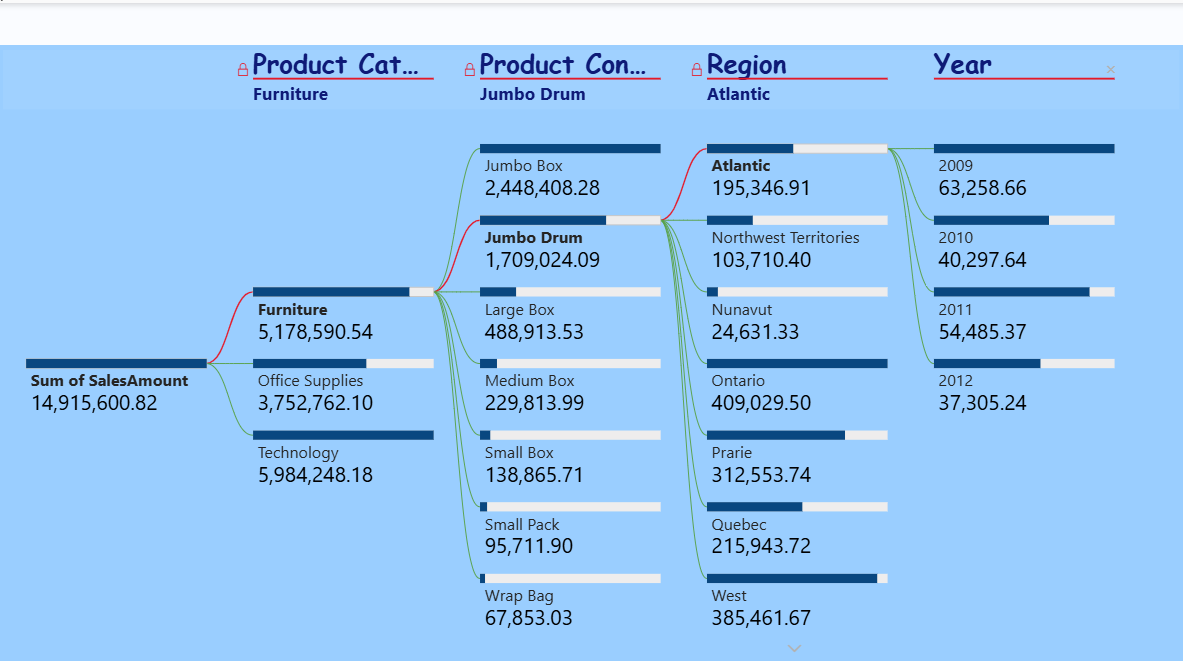 Product Cat...
Furniture
Product Con...
Jumbo Drum
Region
Atlantic
Year
Sum of SalesAmount
14,915,600.82
Furniture
5,178,590.54
Office Supplies
3,752,762.10
Technology
5,984,248.18
Jumbo Box
2,448,408.28
Jumbo Drum
1,709,024.09
Large Box
488,913.53
Medium Box
229,813.99
Small Box
138,865.71
Small Pack
95,711.90
Wrap Bag
67,853.03
Atlantic
195,346.91
Northwest Territories
103,710.40
Nunavut
24,631.33
Ontario
409,029.50
Prarie
312,553.74
Quebec
215,943.72
West
385,461.67
2009
63,258.66
2010
40,297.64
2011
54,485.37
2012
37,305.24